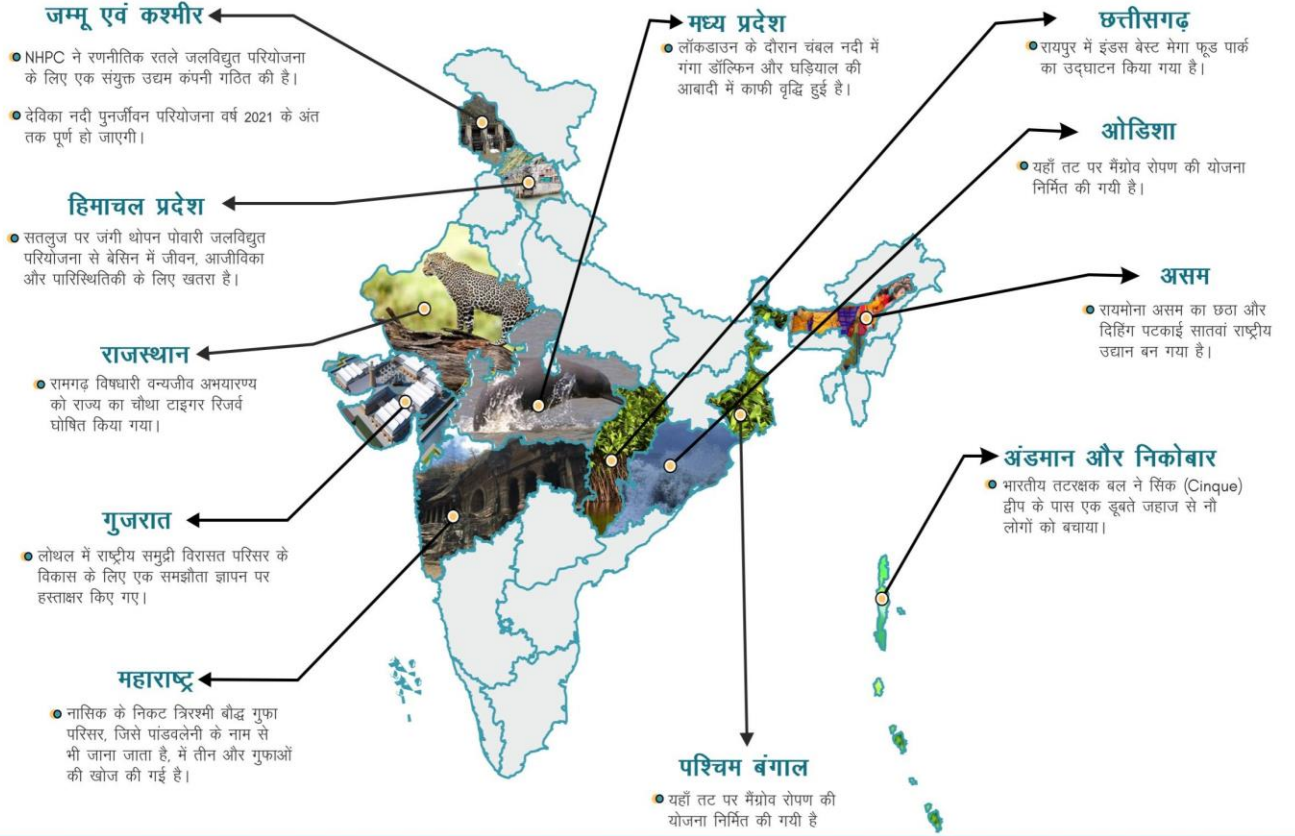 जम्मू एवं कश्मीर
NHPC ने रणनीतिक रतले जलविद्युत परियोजना
के लिए एक संयुक्त उद्यम कंपनी गठित की है।
देविका नदी पुनर्जीवन परियोजना वर्ष 2021 के अंत
तक पूर्ण हो जाएगी।
हिमाचल प्रदेश
सतलुज पर जंगी थोपन पोवारी जलविद्युत
परियोजना से बेसिन में जीवन, आजीविका
और पारिस्थितिकी के लिए खतरा है।
राजस्थान
रामगढ़ विषधारी वन्यजीव अभयारण्य
को राज्य का चौथा टाइगर रिजर्व
घोषित किया गया।
गुजरात
लोथल में राष्ट्रीय समुद्री विरासत परिसर के
विकास के लिए एक समझौता ज्ञापन पर
हस्ताक्षर किए गए।
महाराष्ट्र
नासिक के निकट त्रिरश्मी बौद्ध गुफा
परिसर, जिसे पांडवलेनी के नाम से
भी जाना जाता है, में तीन और गुफाओं
की खोज की गई है।
मध्य प्रदेश
लॉकडाउन के दौरान चंबल नदी में
गंगा डॉल्फिन और घड़ियाल की
आबादी में काफी वृद्धि हुई है।
छत्तीसगढ़
रायपुर में इंडस बेस्ट मेगा फूड पार्क
का उद्घाटन किया गया है।
ओडिशा
यहाँ तट पर मैंग्रोव रोपण की योजना
निर्मित की गयी है।
असम
रायमोना असम का छठा और
दिहिंग पटकाई सातवां राष्ट्रीय
उद्यान बन गया है।
अंडमान और निकोबार
भारतीय तटरक्षक बल ने सिंक (Cinque)
द्वीप के पास एक डूबते जहाज से नौ
लोगों को बचाया।
पश्चिम बंगाल
यहाँ तट पर मैंग्रोव रोपण की
योजना निर्मित की गयी है